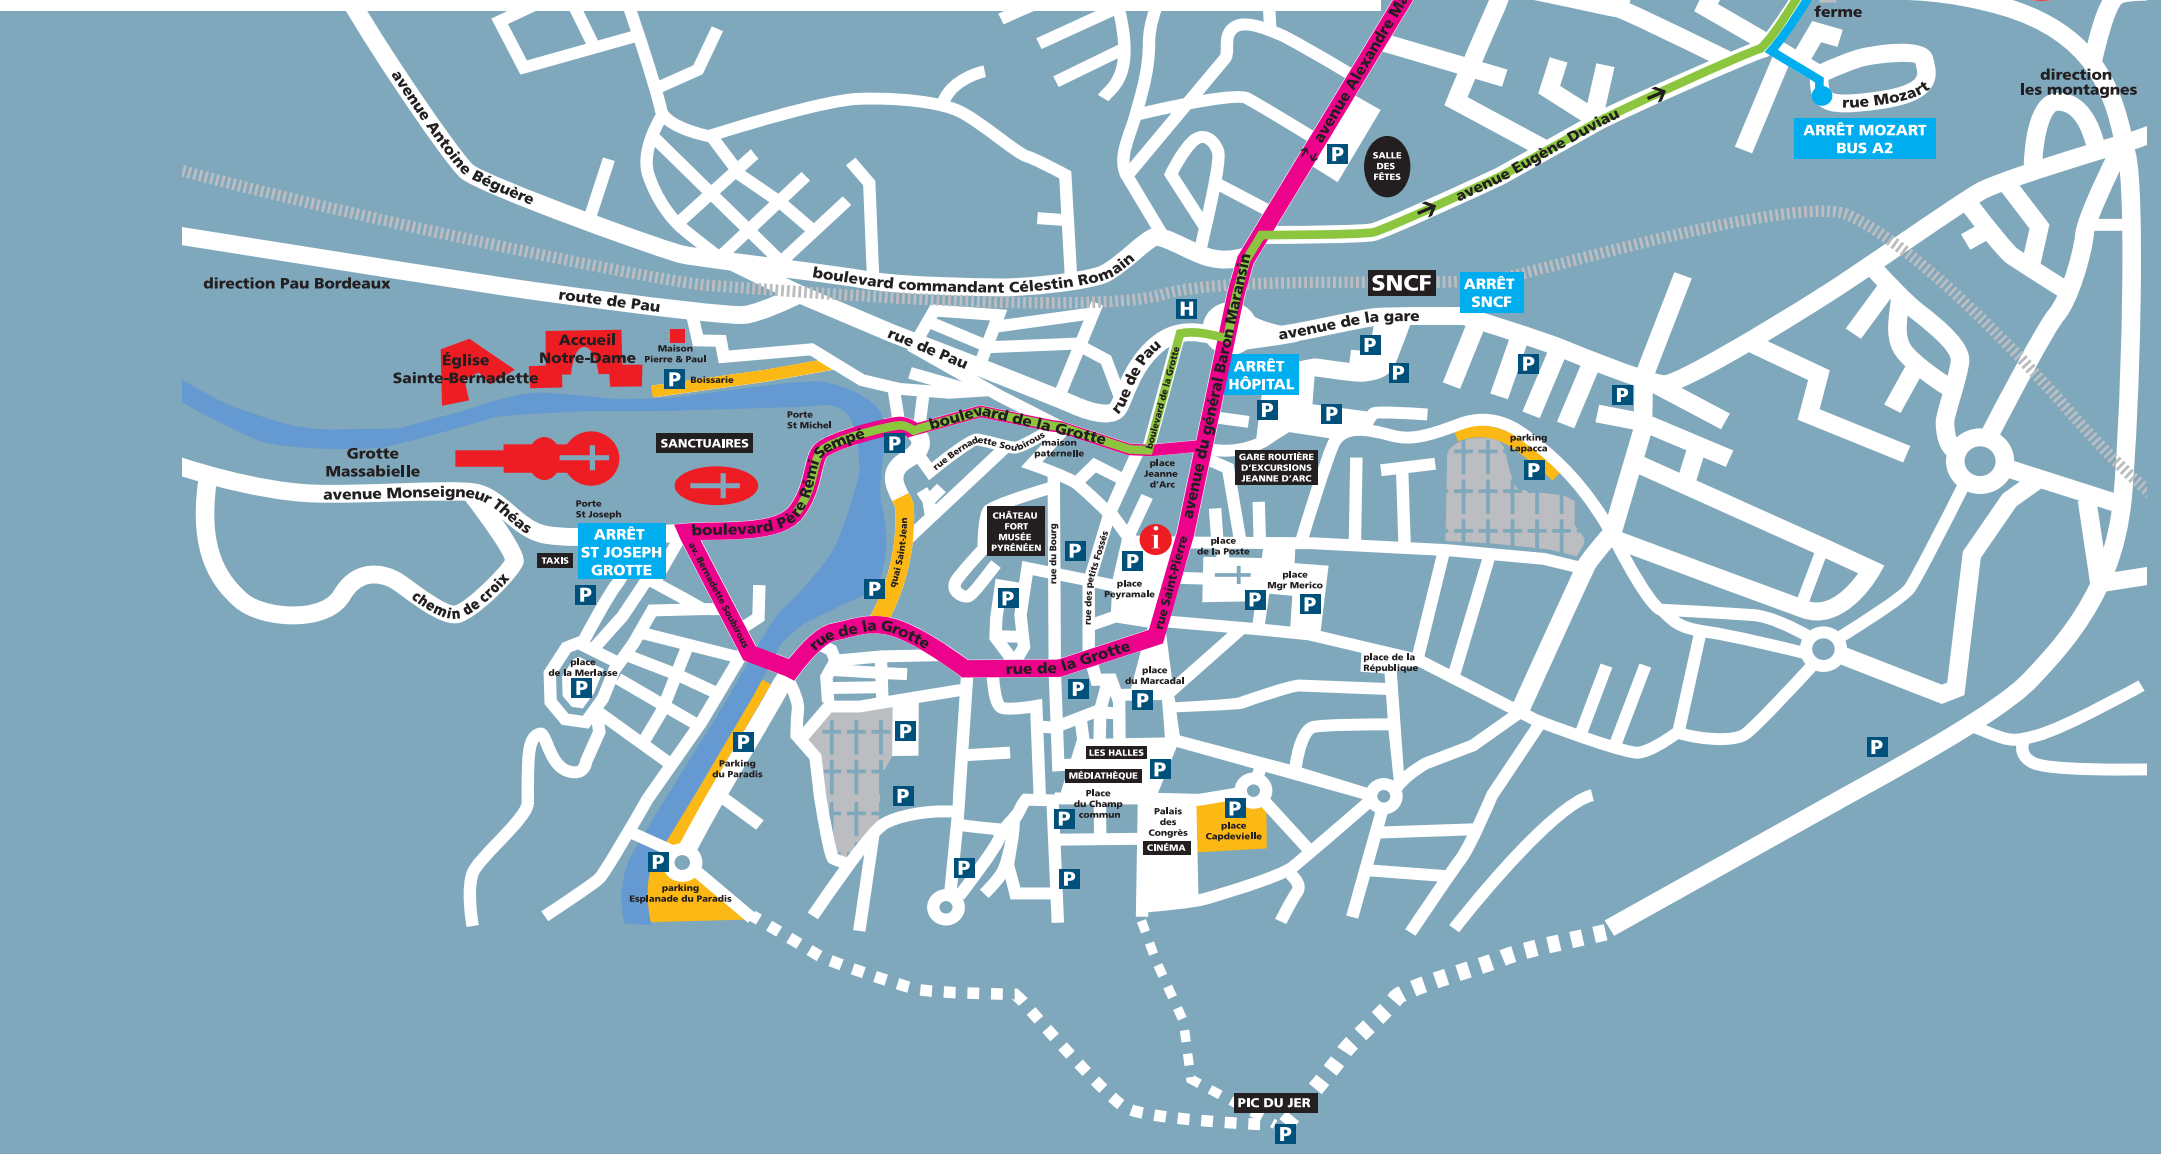 ferme
direction
les montagnes
rue Mozart
ARRÊT MOZART
BUS A2
avenue Alexandre
avenue Antoine Béguère
SALLE
DES
FÊTES
avenue Eugène Duviau
P
boulevard commandant Célestin Romain
direction Pau Bordeaux
route de Pau
SNCF
ARRÊT
SNCF
H
avenue de la gare
rue de Pau
rue de Pau
boulevard de la Grotte
avenue du général Baron Maransin
Accueil
Notre-Dame
Maison
Pierre & Paul
Église
Sainte-Bernadette
P
Boissarie
P
P
P
P
ARRÊT
HÔPITAL
P
P
Porte
St Michel
boulevard de la Grotte
SANCTUAIRES
P
rue Bernadette Soubirous
maison
paternelle
parking
Lapacca
P
Grotte
Massabielle
place
Jeanne
d'Arc
GARE ROUTIÈRE
D'EXCURSIONS
JEANNE D'ARC
avenue Monseigneur Théas
Porte
St Joseph
boulevard Père Rémi Sempé
ARRÊT
ST JOSEPH
GROTTE
TAXIS
P
chemin de croix
av. Bernadette Soubirous
quai Saint-Jean
P
CHÂTEAU
FORT
MUSÉE
PYRÉNÉEN
rue du Bourg
P
rue des petits Fossés
P
i
P
place
Peyramale
rue Saint-Pierre
place
de la Poste
place
Mgr Merico
P
P
rue de la Grotte
rue de la Grotte
place
de la Merlasse
P
place de la
République
place
du Marcadal
P
P
P
Parking
du Paradis
P
P
LES HALLES
MÉDIATHÈQUE
P
Place
du Champ
commun
P
Palais
des
Congrès
CINÉMA
P
place
Capdevielle
P
P
P
P
parking
Esplanade du Paradis
P
PIC DU JER
P